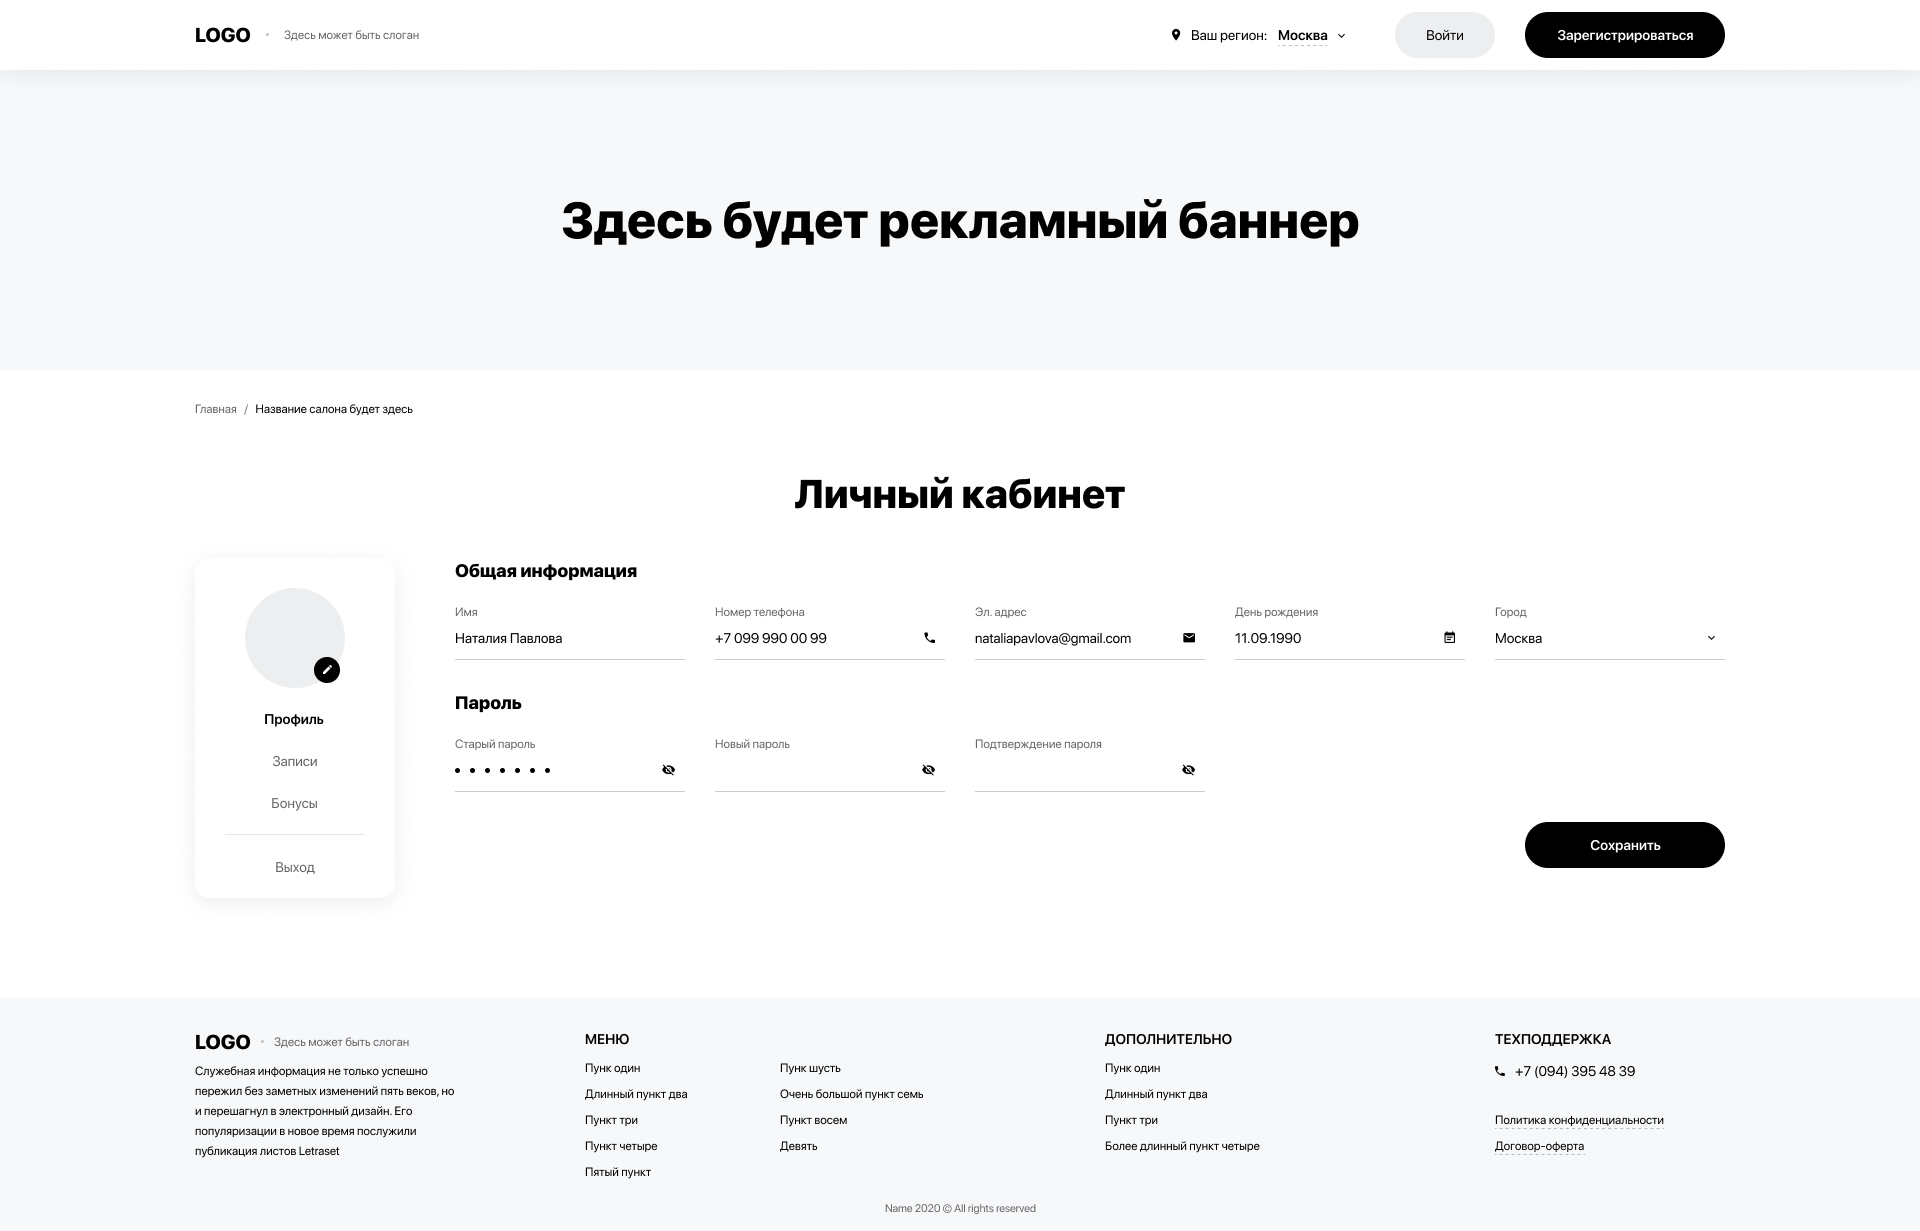 LOGO
Здесь может быть слоган
Ваш регион: Москва
Войти
Зарегистрироваться
Здесь будет рекламный баннер
Главная / Название салона будет здесь
Личный кабинет
Профиль
Записи
Бонусы
Выход
Общая информация
Имя
Наталия Павлова
Номер телефона
+7 099 990 00 99
Эл. адрес
nataliapavlova@gmail.com
День рождения
11.09.1990
Город
Москва
Пароль
Старый пароль
Новый пароль
Подтверждение пароля
Сохранить
LOGO
Здесь может быть слоган
Служебная информация не только успешно
пережил без заметных изменений пять веков, но
и перешагнул в электронный дизайн. Его
популяризации в новое время послужили
публикация листов Letraset
МЕНЮ
Пунк один
Длинный пункт два
Пункт три
Пункт четыре
Пятый пункт
Пунк шусть
Очень большой пункт семь
Пункт восем
Девять
ДОПОЛНИТЕЛЬНО
Пунк один
Длинный пункт два
Пункт три
Более длинный пункт четыре
ТЕХПОДДЕРЖКА
+7 (094) 395 48 39
Политика конфиденциальности
Договор-оферта
Name 2020 © All rights reserved